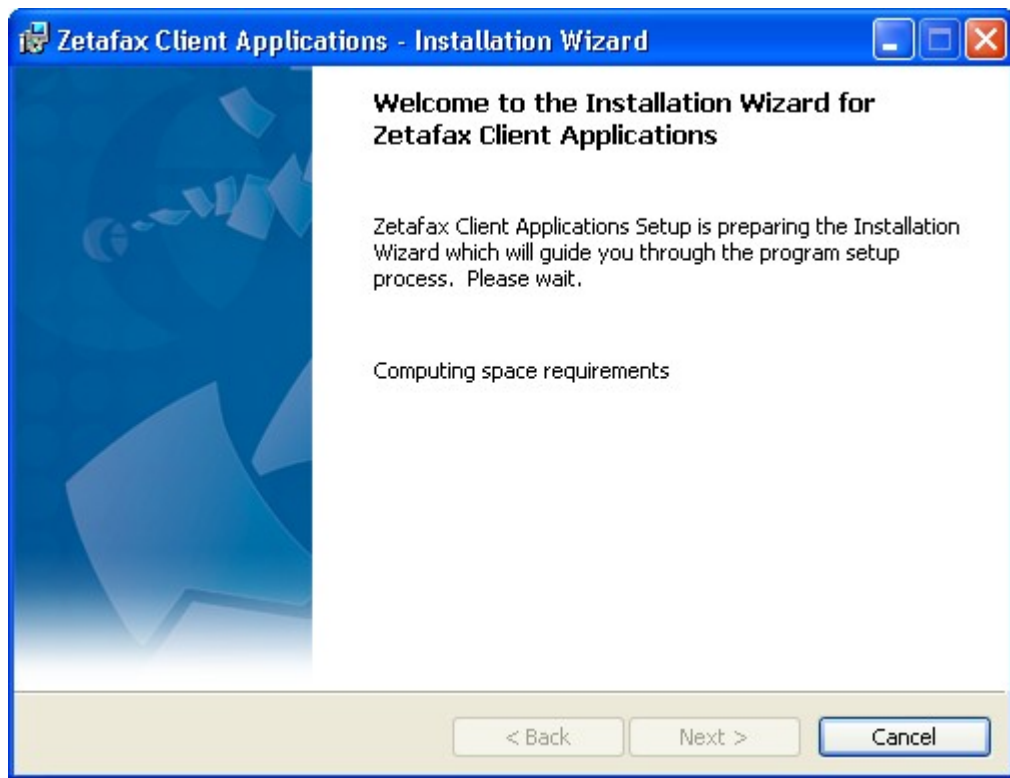 Zetafax Client Applications - Installation Wizard
Welcome to the Installation Wizard for
Zetafax Client Applications
Zetafax Client Applications Setup is preparing the Installation
Wizard which will guide you through the program setup
process.  Please wait.
Computing space requirements
< Back
Next >
Cancel